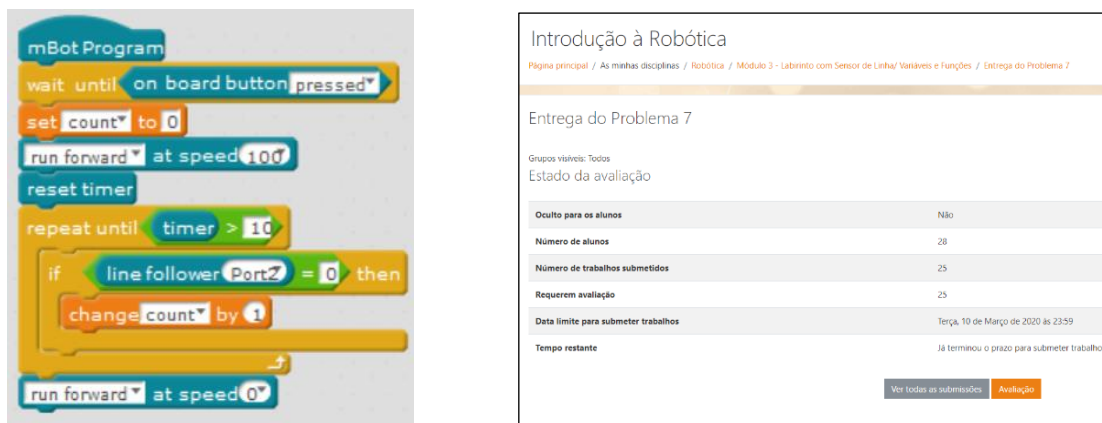 mBot Program
wait until on board button pressed
set count to 0
run forward at speed 100
reset timer
repeat until timer > 10
if line follower Port2 = 0 then
change count by 1
run forward at speed 0
Introdução à Robótica
Página principal / As minhas disciplinas / Robótica / Módulo 3 - Labirinto com Sensor de Linha/ Variáveis e Funções / Entrega do Problema 7
Entrega do Problema 7
Grupos visíveis: Todos
Estado da avaliação
Oculto para os alunos Não
Número de alunos 28
Número de trabalhos submetidos 25
Requerem avaliação 25
Data limite para submeter trabalhos Terça, 10 de Março de 2020 às 23:59
Tempo restante Já terminou o prazo para submeter trabalho
Ver todas as submissões Avaliação